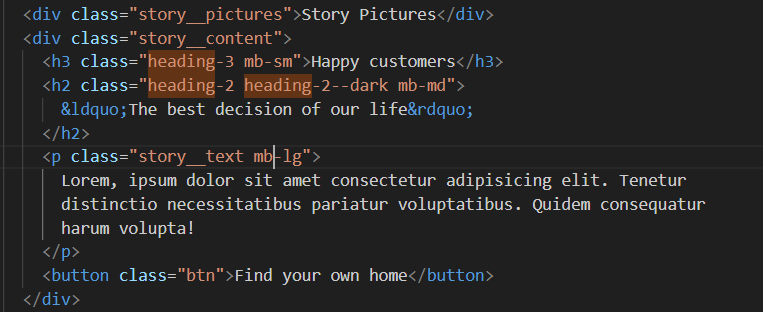 <div class="story__pictures">Story Pictures</div>
<div class="story__content">
<h3 class="heading-3 mb-sm">Happy customers</h3>
<h2 class="heading-2 heading-2--dark mb-md">
&ldquo;The best decision of our life&rdquo;
</h2>
<p class="story__text mb-lg">
Lorem, ipsum dolor sit amet consectetur adipisicing elit. Tenetur
distinctio necessitatibus pariatur voluptatibus. Quidem consequatur
harum volupta!
</p>
<button class="btn">Find your own home</button>
</div>